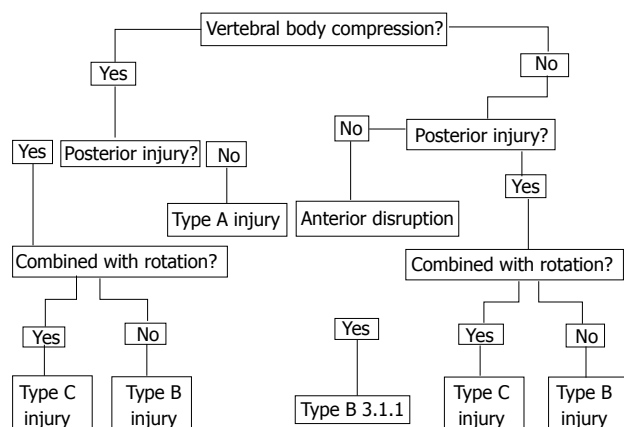 Vertebral body compression?
Yes
No
Yes
Posterior injury?
No
No
Posterior injury?
Yes
Type A injury
Anterior disruption
Combined with rotation?
Combined with rotation?
Yes
No
Yes
Yes
No
Type C
injury
Type B
injury
Type B 3.1.1
Type C
injury
Type B
injury